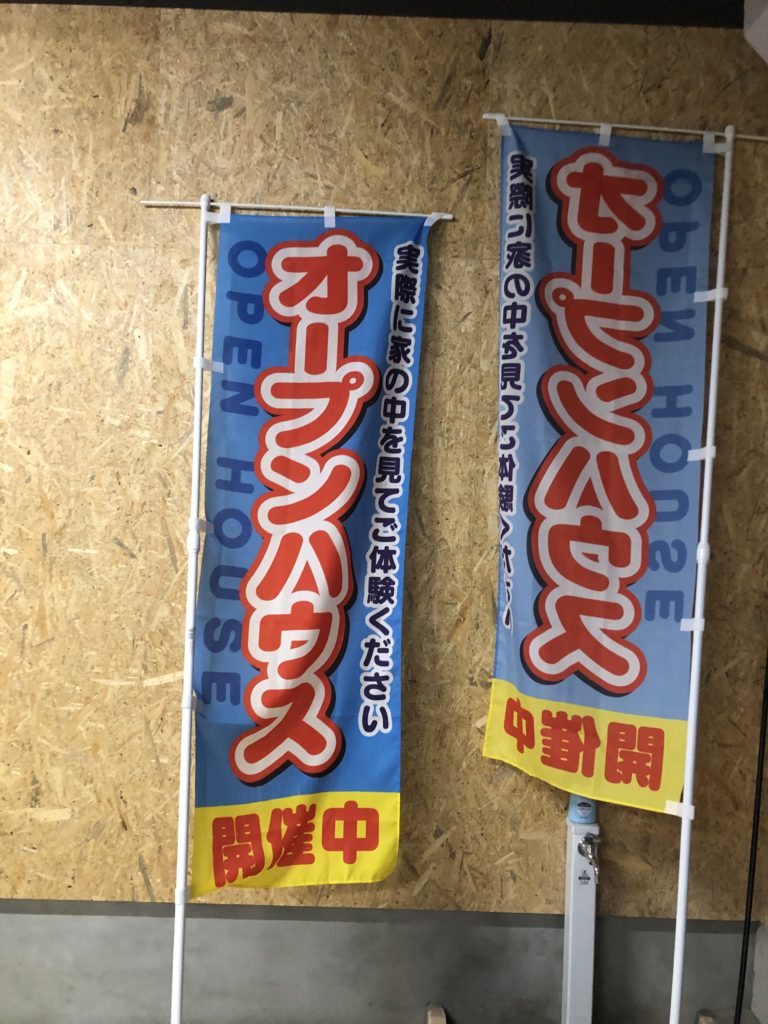 実際に家の中を見てご体験ください
オープンハウス
OPEN HOUSE
開催中
OPEN HOUSE
オープンハウス
実際に家の中を見てご体験くださ
開催中